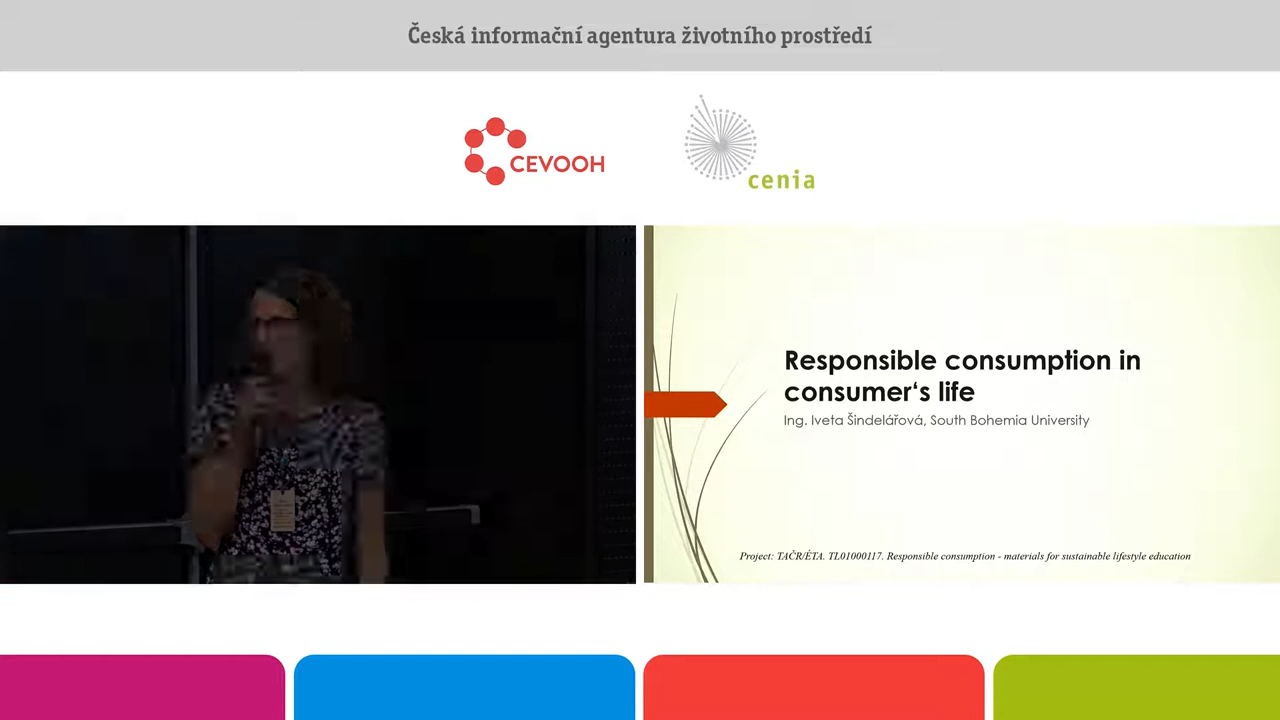 Česká informační agentura životního prostředí
CEVOOH
cenia
Responsible consumption in
consumer‘s life
Ing. Iveta Šindelářová, South Bohemia University
Project: TAČR/ÉTA. TL01000117. Responsible consumption - materials for sustainable lifestyle education